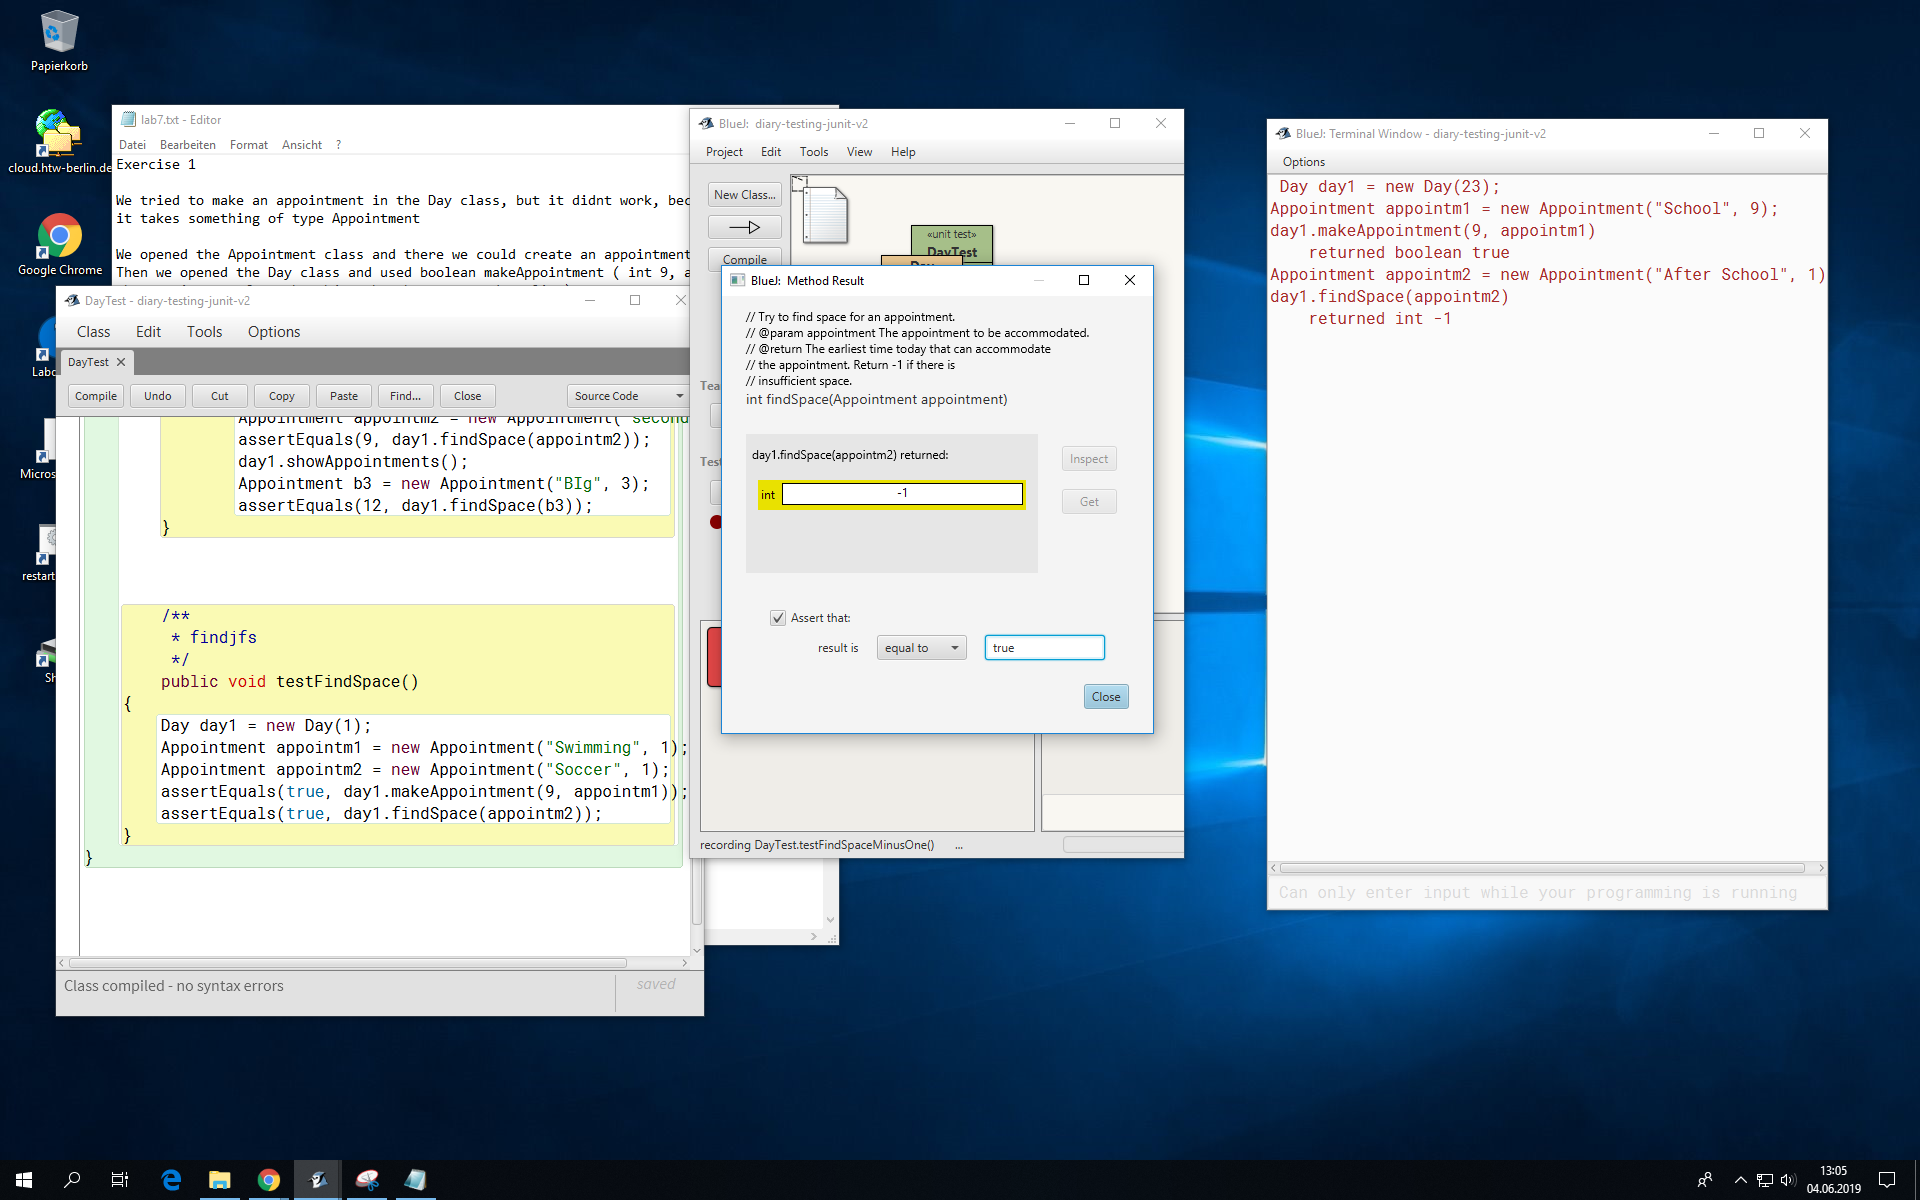 Papierkorb
cloud.htw-berlin.de
Google Chrome
Labo
Micros
restart
Sh
lab7.txt - Editor
Datei Bearbeiten Format Ansicht ?
Exercise 1
We tried to make an appointment in the Day class, but it didnt work, bec
it takes something of type Appointment
We opened the Appointment class and there we could create an appointment
Then we opened the Day class and used boolean makeAppointment ( int 9, a
DayTest - diary-testing-junit-v2
Class Edit Tools Options
DayTest
Compile Undo Cut Copy Paste Find... Close Source Code
Appointment appointm2 = new Appointment("second
assertEquals(9, day1.findSpace(appointm2));
day1.showAppointments();
Appointment b3 = new Appointment("BIg", 3);
assertEquals(12, day1.findSpace(b3));
}
/**
* findjfs
*/
public void testFindSpace()
{
Day day1 = new Day(1);
Appointment appointm1 = new Appointment("Swimming", 1);
Appointment appointm2 = new Appointment("Soccer", 1);
assertEquals(true, day1.makeAppointment(9, appointm1));
assertEquals(true, day1.findSpace(appointm2));
}
}
Class compiled - no syntax errors
saved
BlueJ: diary-testing-junit-v2
Project Edit Tools View Help
New Class...
Compile
«unit test»
DayTest
Day
Tea
Test
recording DayTest.testFindSpaceMinusOne() ...
BlueJ: Method Result
// Try to find space for an appointment.
// @param appointment The appointment to be accommodated.
// @return The earliest time today that can accommodate
// the appointment. Return -1 if there is
// insufficient space.
int findSpace(Appointment appointment)
day1.findSpace(appointm2) returned:
int -1
Inspect
Get
Assert that:
result is equal to true
Close
BlueJ: Terminal Window - diary-testing-junit-v2
Options
Day day1 = new Day(23);
Appointment appointm1 = new Appointment("School", 9);
day1.makeAppointment(9, appointm1)
returned boolean true
Appointment appointm2 = new Appointment("After School", 1)
day1.findSpace(appointm2)
returned int -1
Can only enter input while your programming is running
13:05
04.06.2019